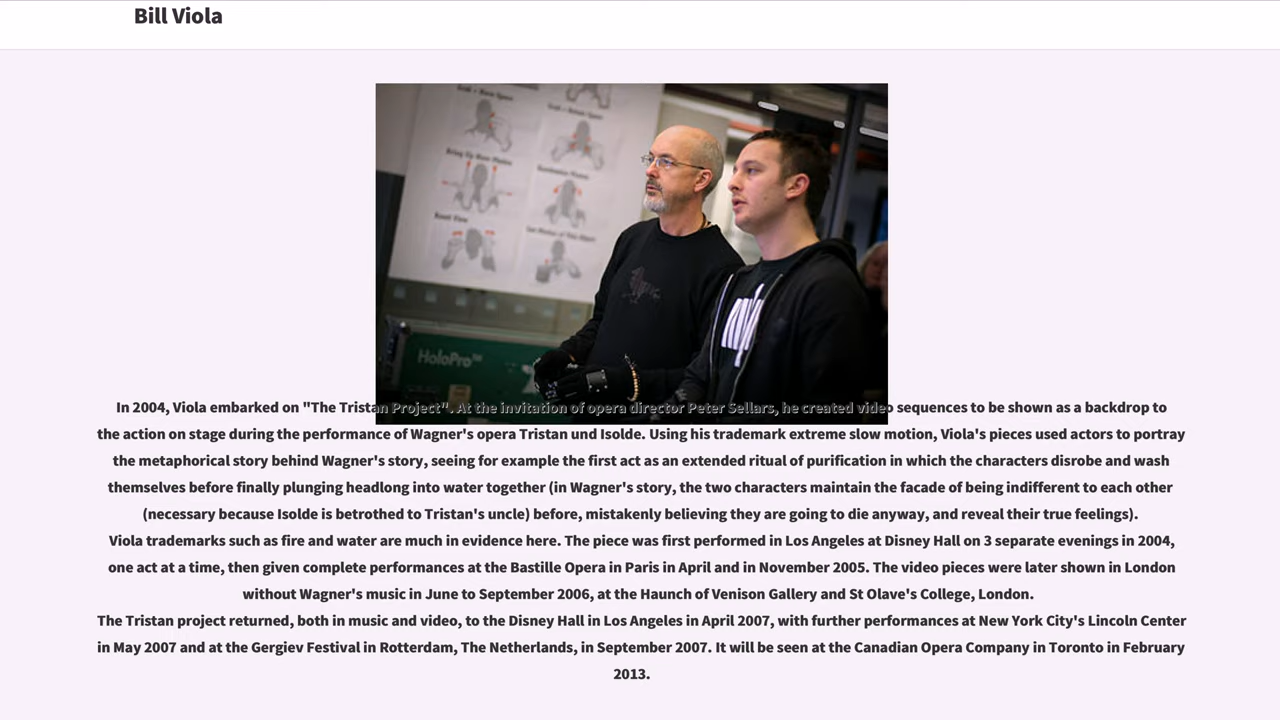 Bill Viola
Bring Up More Photos
Reset View
HoloPro™
In 2004, Viola embarked on "The Tristan Project". At the invitation of opera director Peter Sellars, he created video sequences to be shown as a backdrop to
the action on stage during the performance of Wagner's opera Tristan und Isolde. Using his trademark extreme slow motion, Viola's pieces used actors to portray
the metaphorical story behind Wagner's story, seeing for example the first act as an extended ritual of purification in which the characters disrobe and wash
themselves before finally plunging headlong into water together (in Wagner's story, the two characters maintain the facade of being indifferent to each other
(necessary because Isolde is betrothed to Tristan's uncle) before, mistakenly believing they are going to die anyway, and reveal their true feelings).
Viola trademarks such as fire and water are much in evidence here. The piece was first performed in Los Angeles at Disney Hall on 3 separate evenings in 2004,
one act at a time, then given complete performances at the Bastille Opera in Paris in April and in November 2005. The video pieces were later shown in London
without Wagner's music in June to September 2006, at the Haunch of Venison Gallery and St Olave's College, London.
The Tristan project returned, both in music and video, to the Disney Hall in Los Angeles in April 2007, with further performances at New York City's Lincoln Center
in May 2007 and at the Gergiev Festival in Rotterdam, The Netherlands, in September 2007. It will be seen at the Canadian Opera Company in Toronto in February
2013.